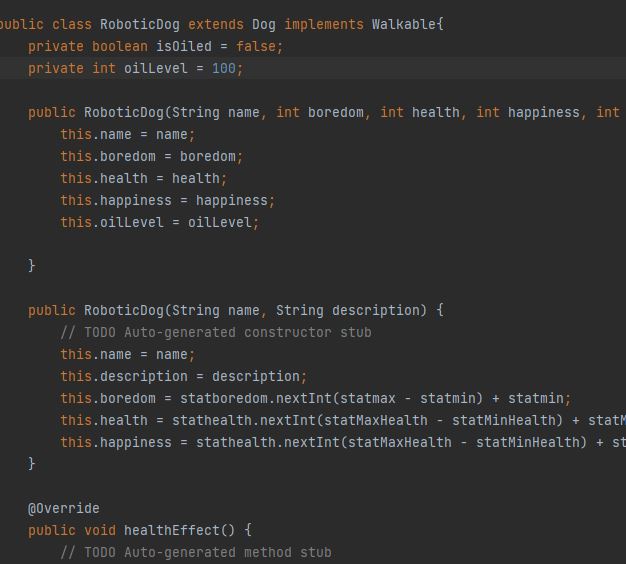 public class RoboticDog extends Dog implements Walkable{
private boolean isOiled = false;
private int oilLevel = 100;
public RoboticDog(String name, int boredom, int health, int happiness, int
this.name = name;
this.boredom = boredom;
this.health = health;
this.happiness = happiness;
this.oilLevel = oilLevel;
}
public RoboticDog(String name, String description) {
// TODO Auto-generated constructor stub
this.name = name;
this.description = description;
this.boredom = statboredom.nextInt(statmax - statmin) + statmin;
this.health = stathealth.nextInt(statMaxHealth - statMinHealth) + statM
this.happiness = stathealth.nextInt(statMaxHealth - statMinHealth) + st
}
@Override
public void healthEffect() {
// TODO Auto-generated method stub